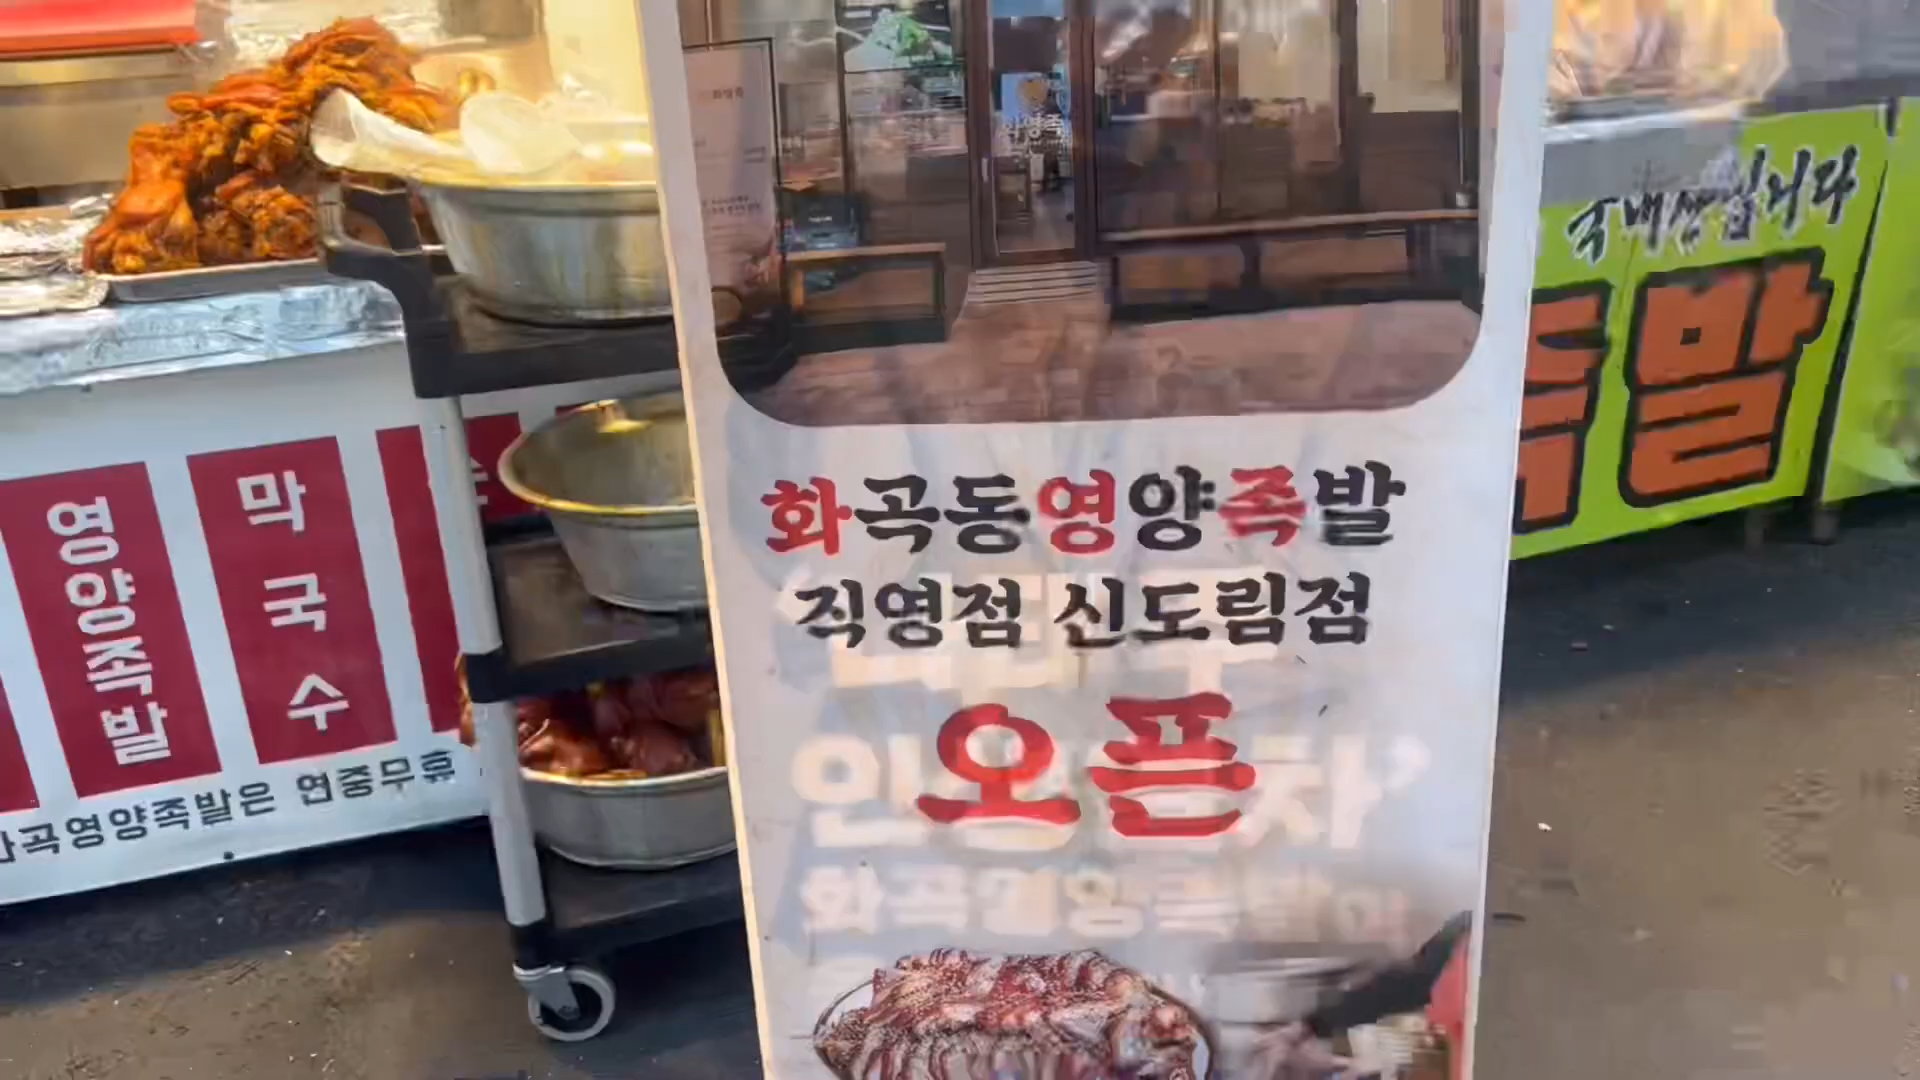 영양족발
막국수
화곡영양족발은 연중무휴
화곡동영양족발
직영점 신도림점
오픈
국내산입니다
족발